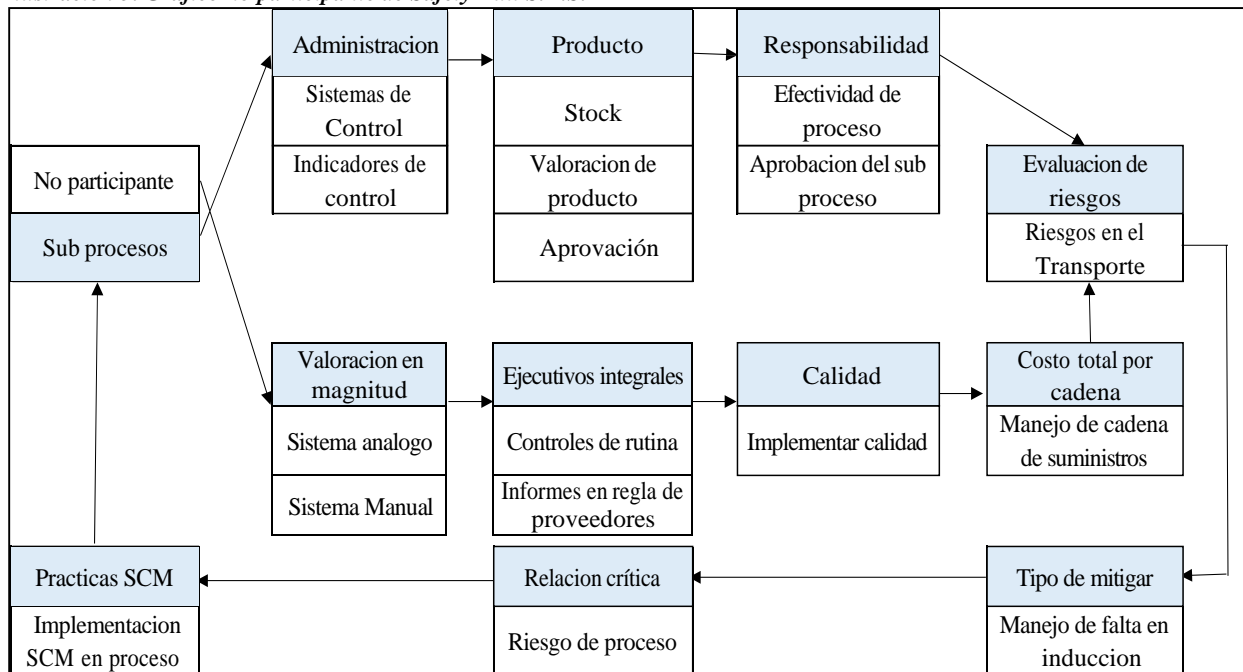 Administracion
Sistemas de
Control
Indicadores de
control
Producto
Stock
Valoracion de
producto
Aprovación
Responsabilidad
Efectividad de
proceso
Aprobacion del sub
proceso
No participante
Sub procesos
Evaluacion de
riesgos
Riesgos en el
Transporte
Valoracion en
magnitud
Sistema analogo
Sistema Manual
Ejecutivos integrales
Controles de rutina
Informes en regla de
proveedores
Calidad
Implementar calidad
Costo total por
cadena
Manejo de cadena
de suministros
Practicas SCM
Implementacion
SCM en proceso
Relacion crítica
Riesgo de proceso
Tipo de mitigar
Manejo de falta en
induccion